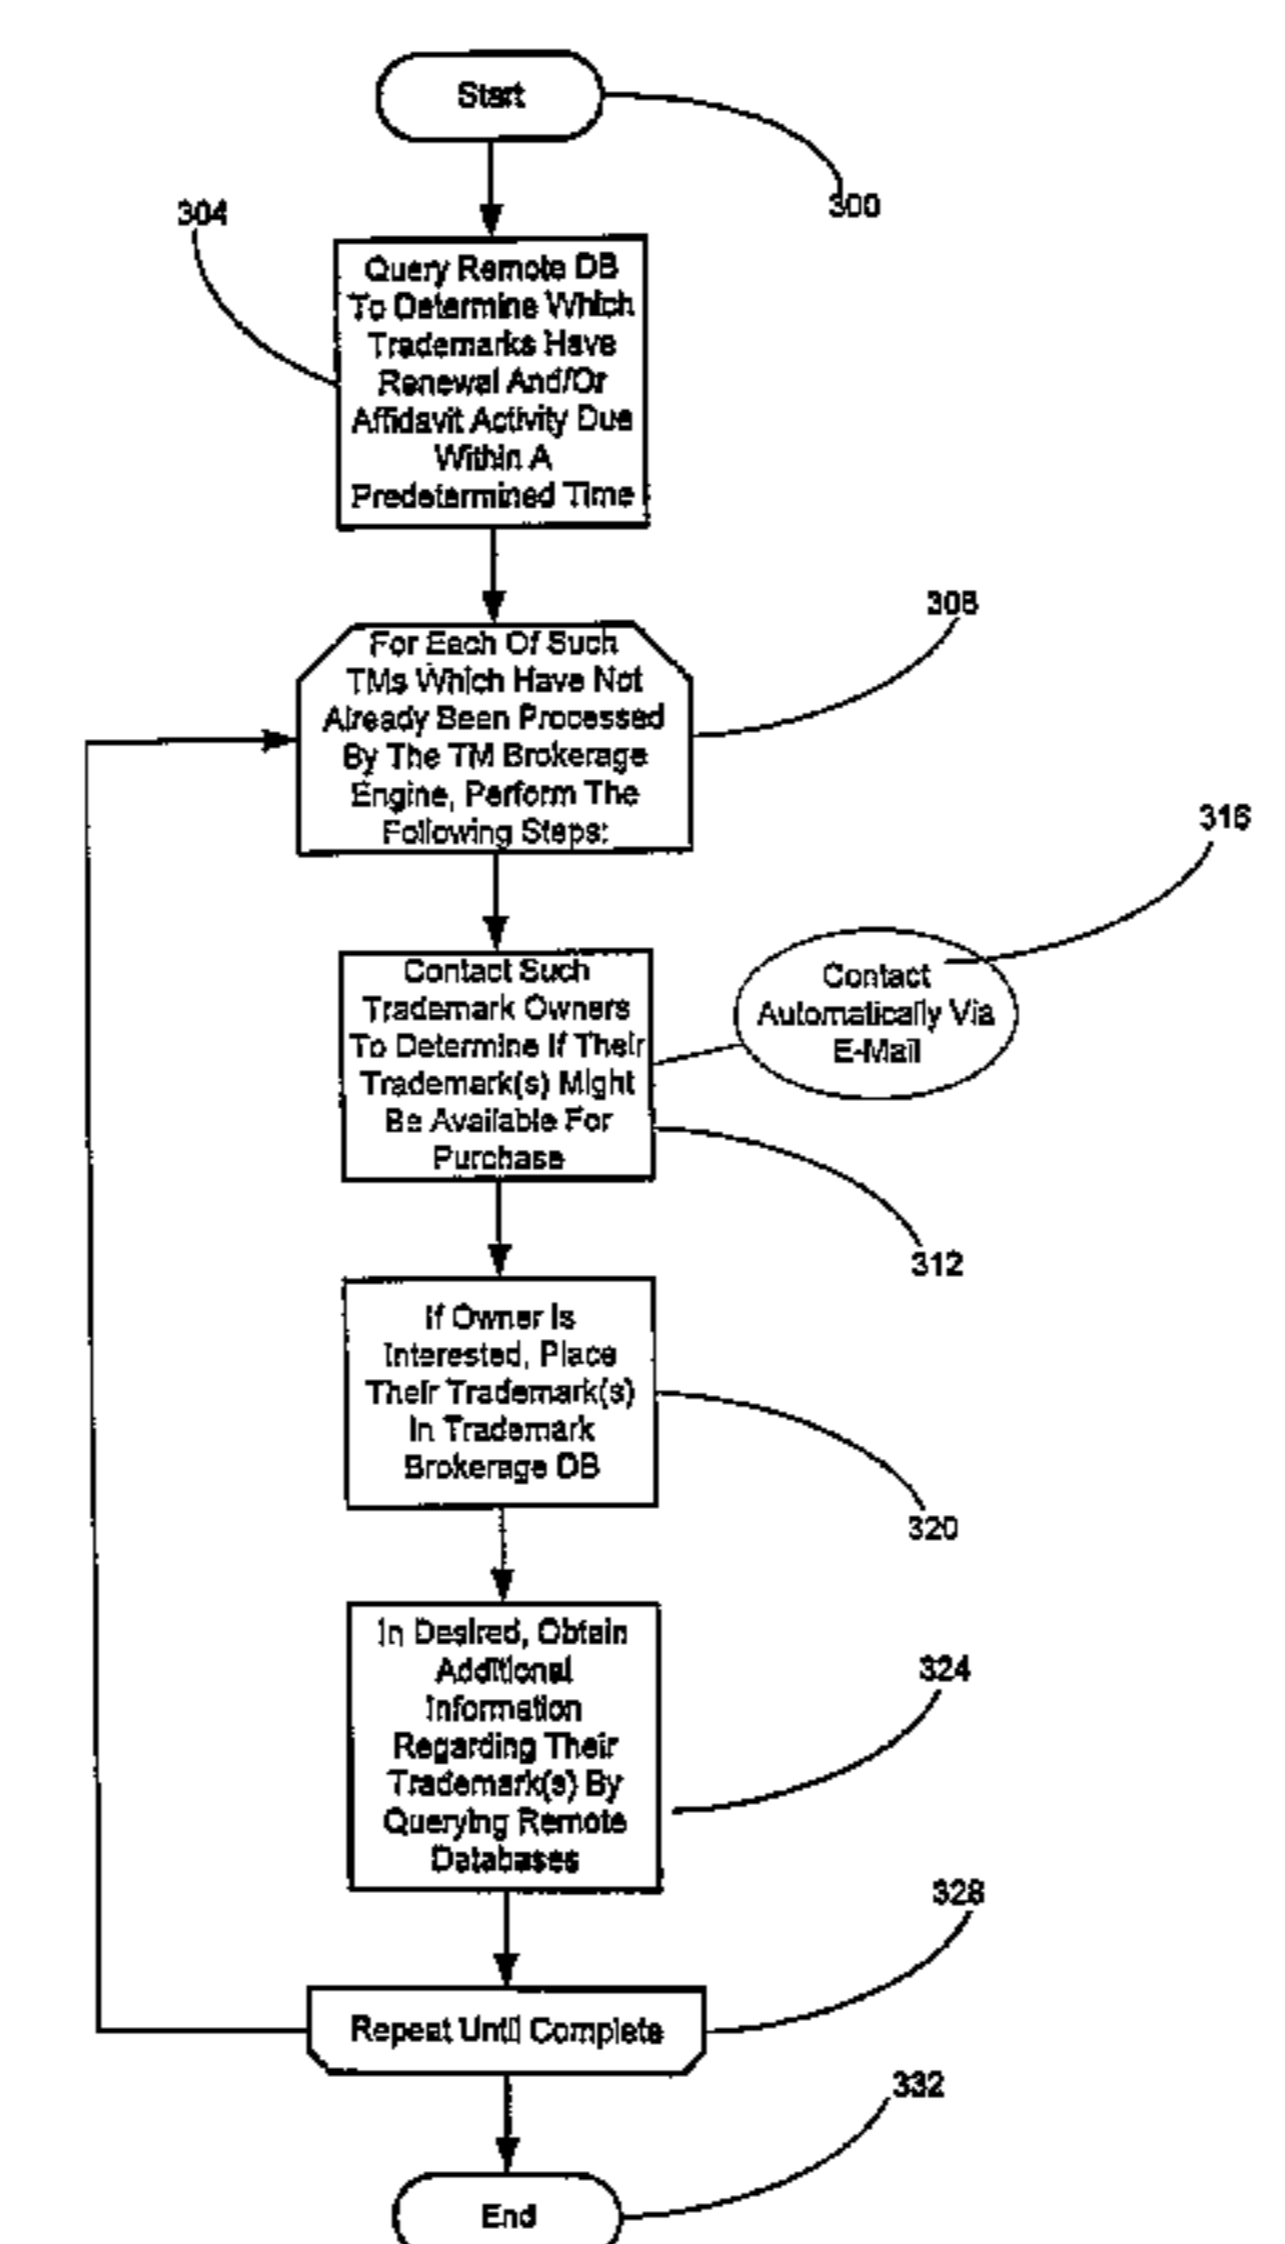 Start
300
304
Query Remote DB
To Determine Which
Trademarks Have
Renewal And/Or
Affidavit Activity Due
Within A
Predetermined Time
308
For Each Of Such
TMs Which Have Not
Already Been Processed
By The TM Brokerage
Engine, Perform The
Following Steps:
316
Contact Such
Trademark Owners
To Determine If Their
Trademark(s) Might
Be Available For
Purchase
Contact
Automatically Via
E-Mail
312
If Owner Is
Interested, Place
Their Trademark(s)
In Trademark
Brokerage DB
320
In Desired, Obtain
Additional
Information
Regarding Their
Trademark(s) By
Querying Remote
Databases
324
328
Repeat Until Complete
332
End